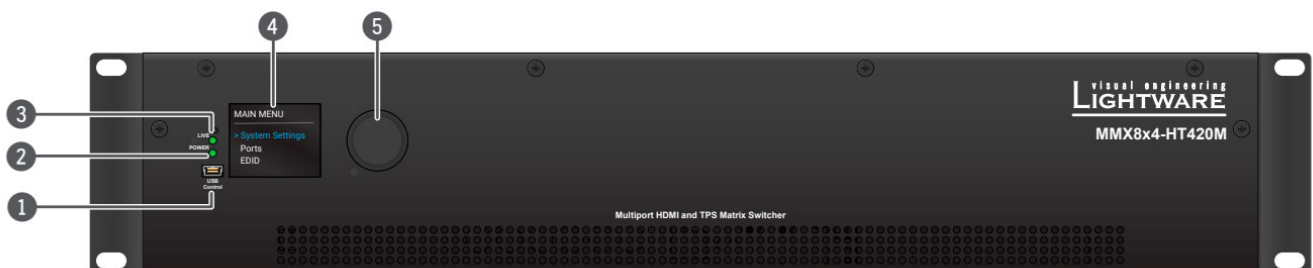 4
5
3
2
1
MAIN MENU
> System Settings
Ports
EDID
LIVE
POWER
USB
Control
visual engineering
LIGHTWARE
MMX8x4-HT420M
Multiport HDMI and TPS Matrix Switcher